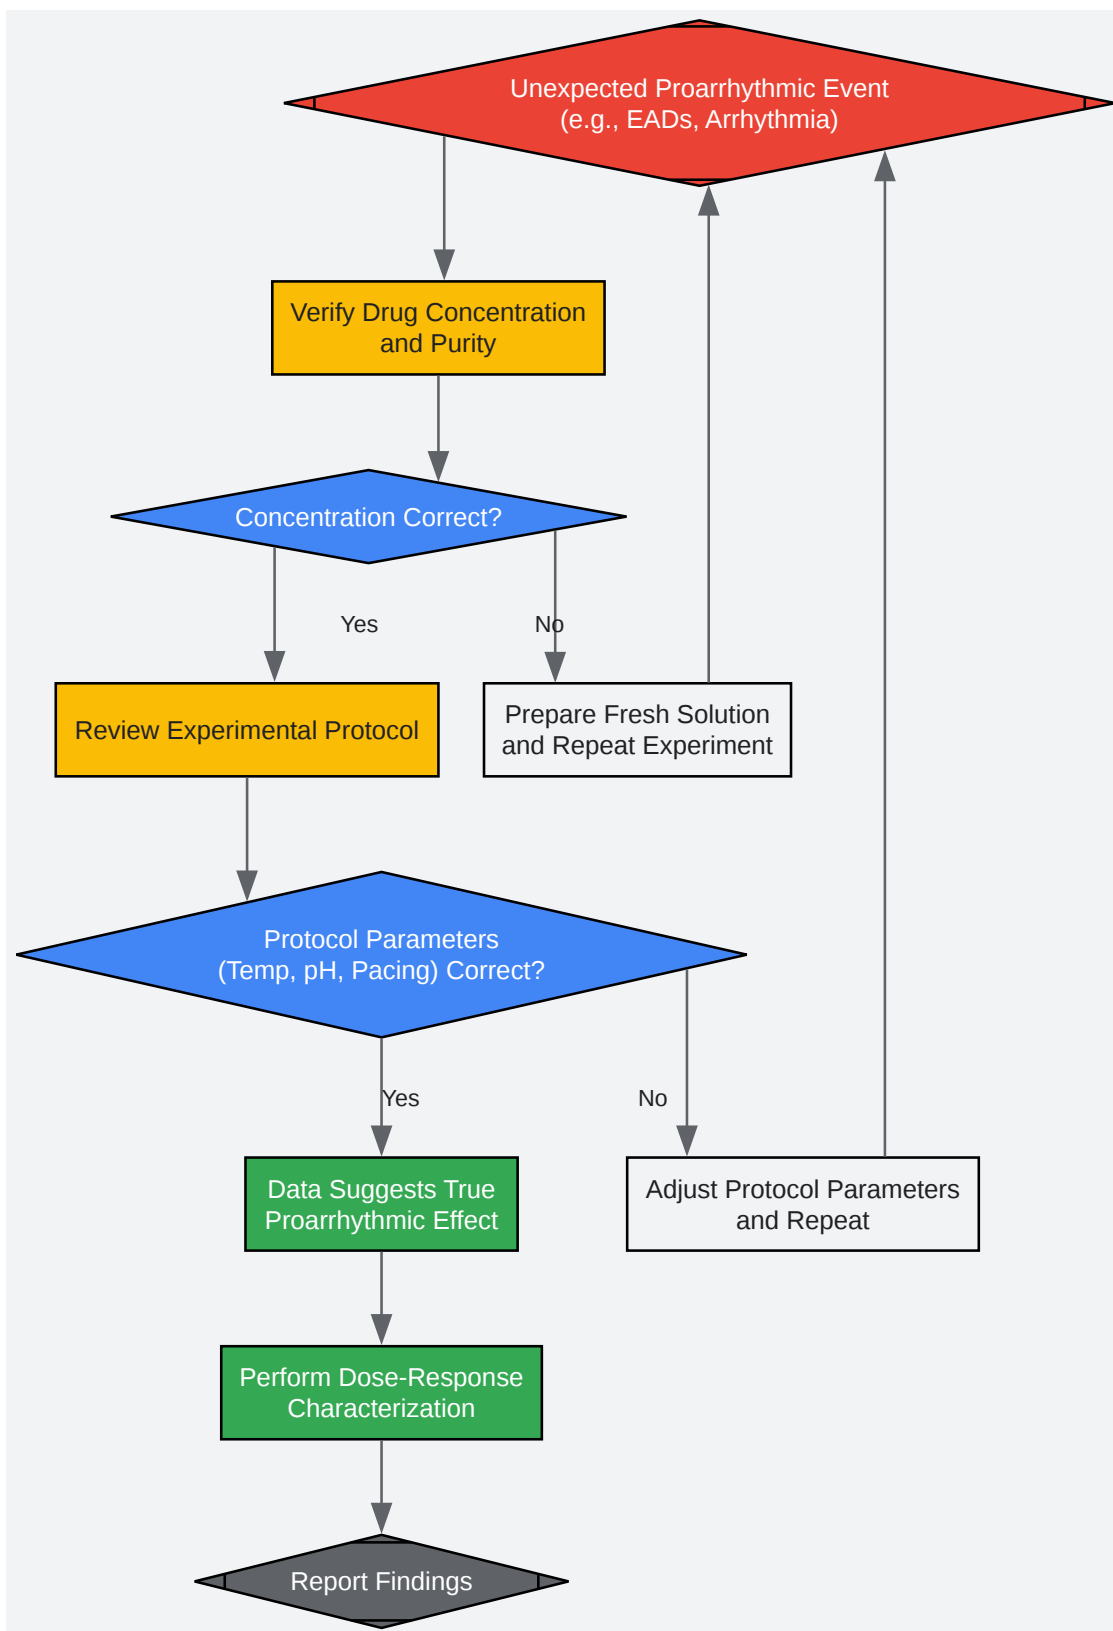 Unexpected Proarrhythmic Event
(e.g., EADs, Arrhythmia)
Verify Drug Concentration
and Purity
Concentration Correct?
Yes
No
Review Experimental Protocol
Prepare Fresh Solution
and Repeat Experiment
Protocol Parameters
(Temp, pH, Pacing) Correct?
Yes
No
Data Suggests True
Proarrhythmic Effect
Adjust Protocol Parameters
and Repeat
Perform Dose-Response
Characterization
Report Findings